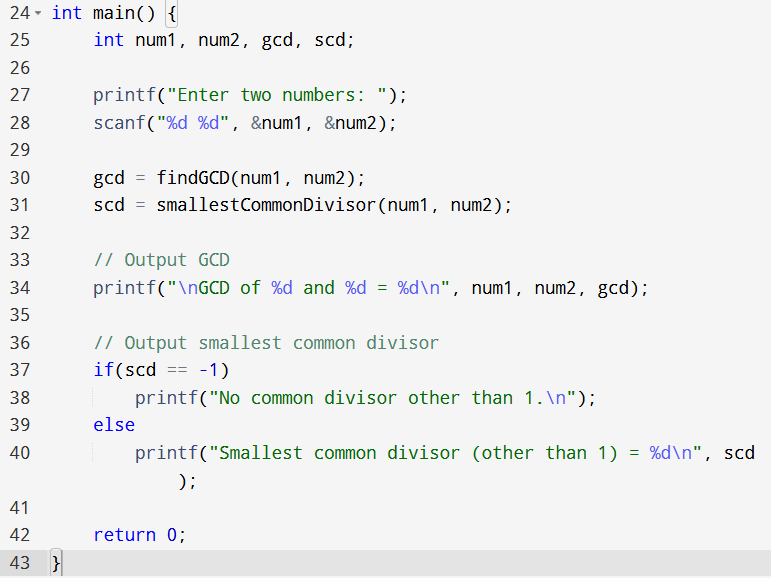 24 int main() {
25     int num1, num2, gcd, scd;
26
27     printf("Enter two numbers: ");
28     scanf("%d %d", &num1, &num2);
29
30     gcd = findGCD(num1, num2);
31     scd = smallestCommonDivisor(num1, num2);
32
33     // Output GCD
34     printf("\nGCD of %d and %d = %d\n", num1, num2, gcd);
35
36     // Output smallest common divisor
37     if(scd == -1)
38         printf("No common divisor other than 1.\n");
39     else
40         printf("Smallest common divisor (other than 1) = %d\n", scd
            );
41
42     return 0;
43 }